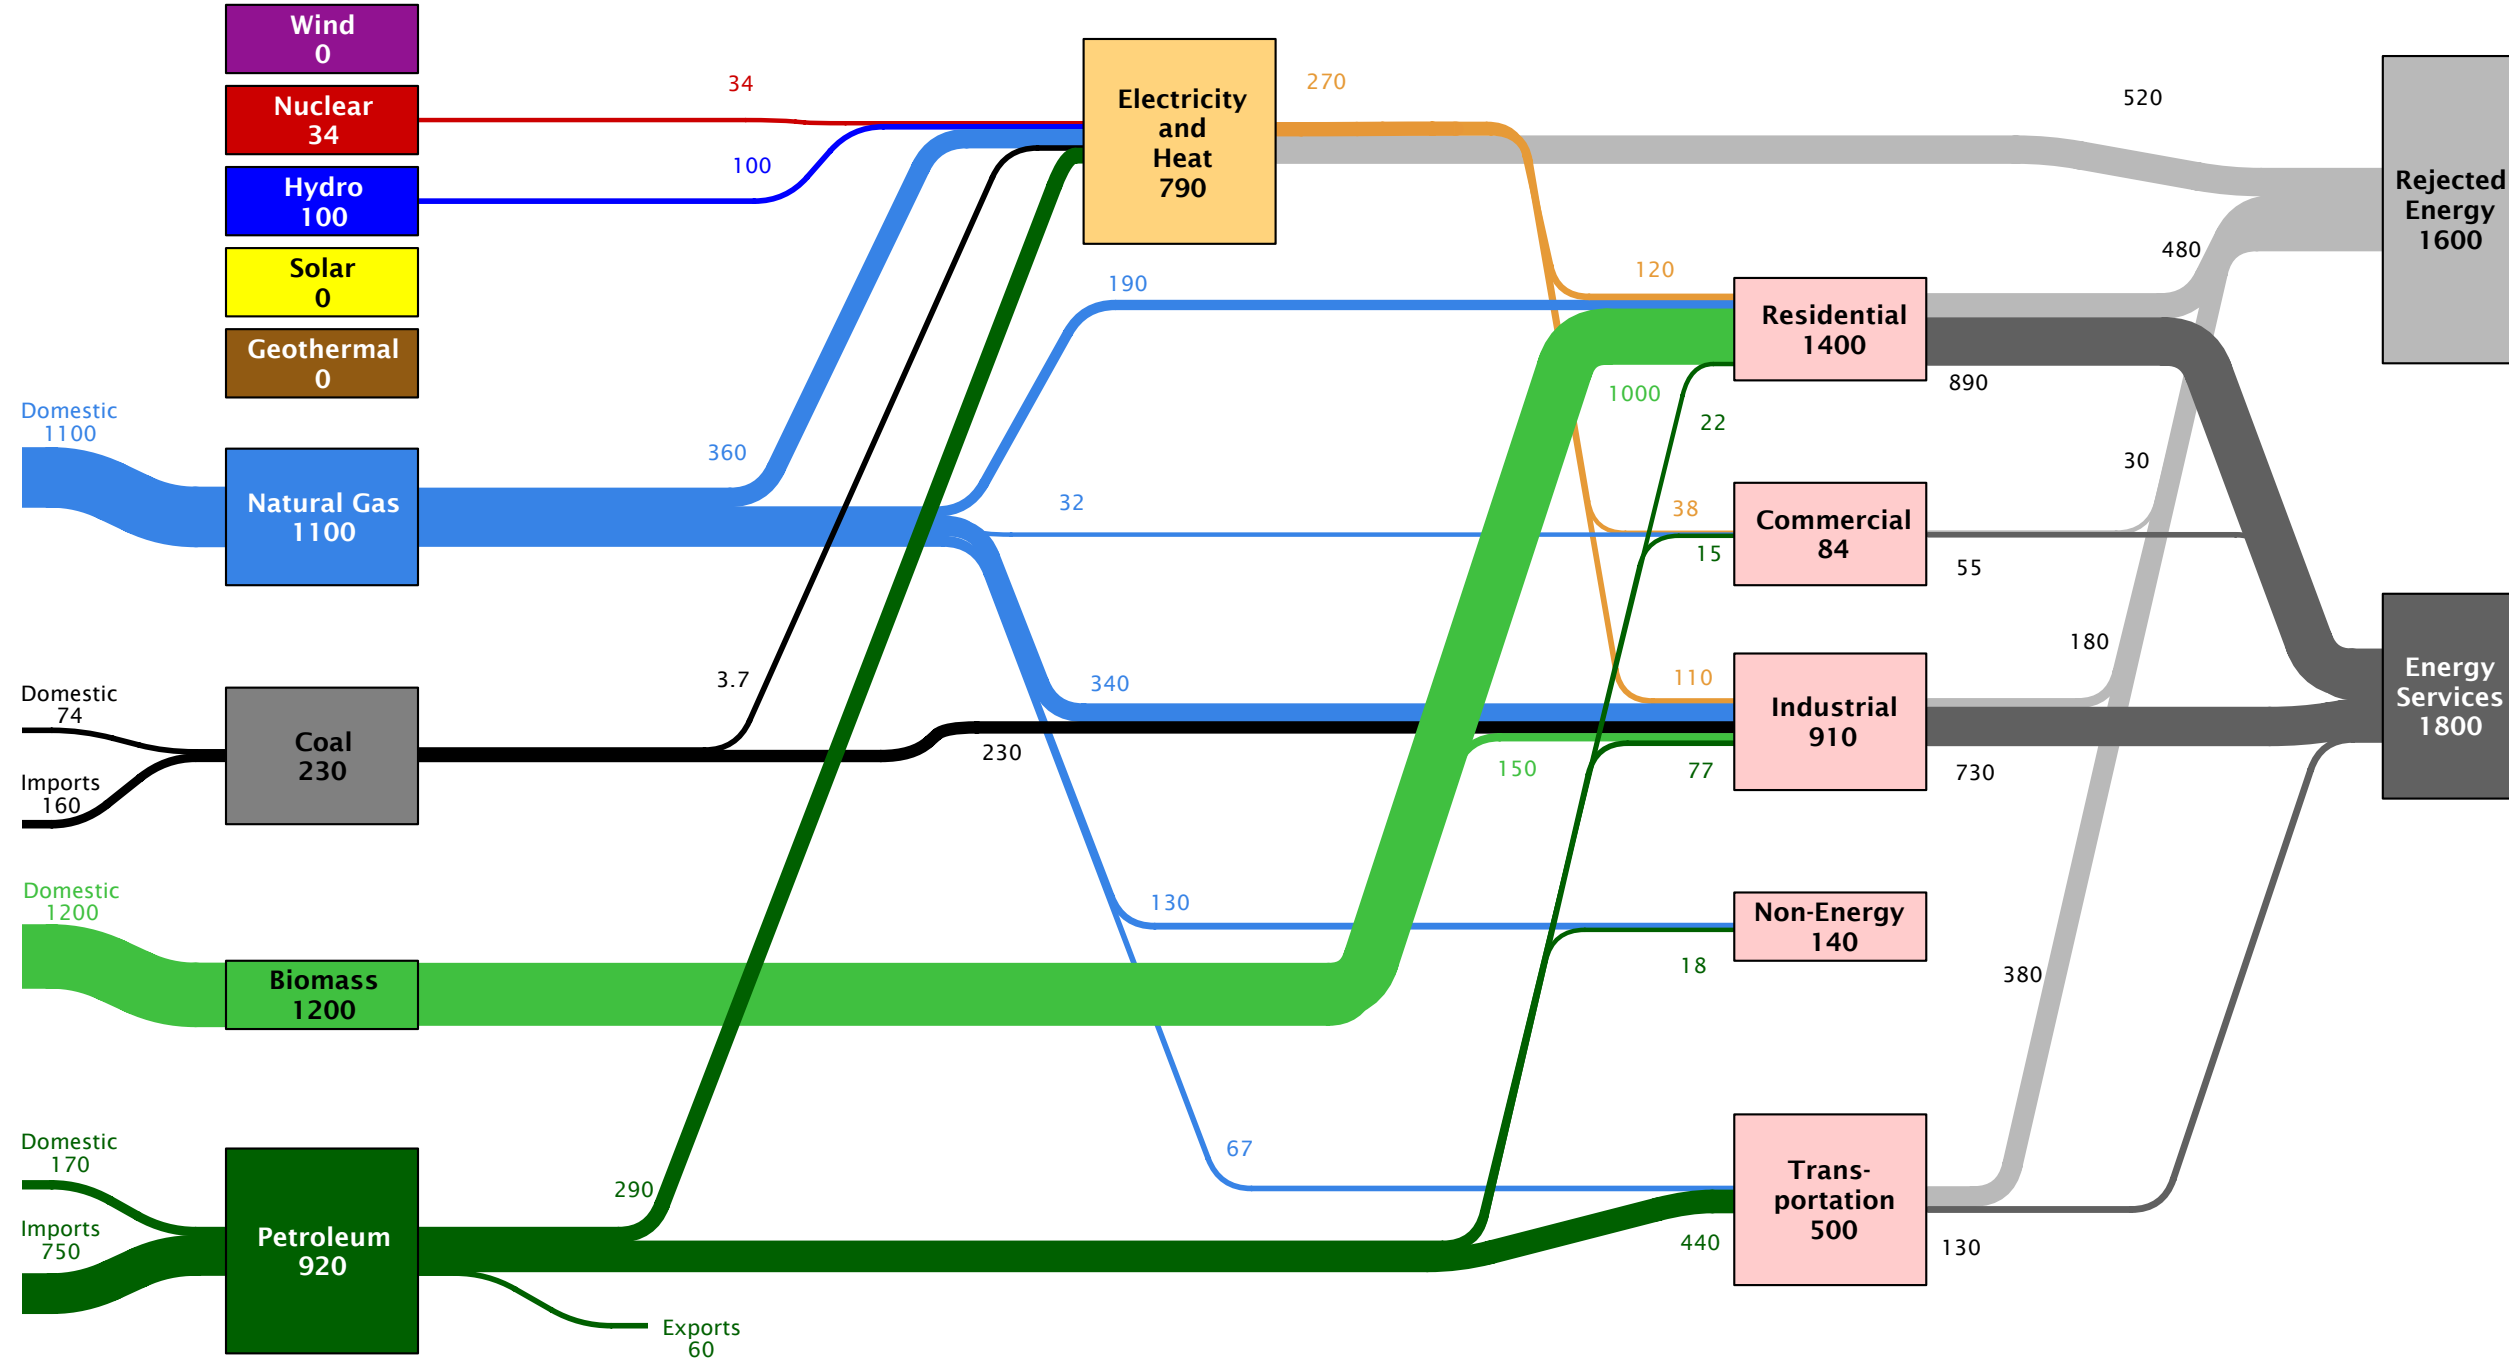 Wind
0
Nuclear
34
Hydro
100
Solar
0
Geothermal
0
Domestic
1100
Natural Gas
1100
Domestic
74
Imports
160
Coal
230
Domestic
1200
Biomass
1200
Domestic
170
Imports
750
Petroleum
920
Exports
60
34
100
360
3.7
290
Electricity
and
Heat
790
270
190
32
340
230
130
67
120
1000
22
38
15
110
150
77
18
440
Residential
1400
Commercial
84
Industrial
910
Non-Energy
140
Trans-
portation
500
520
480
890
30
55
180
730
380
130
Rejected
Energy
1600
Energy
Services
1800